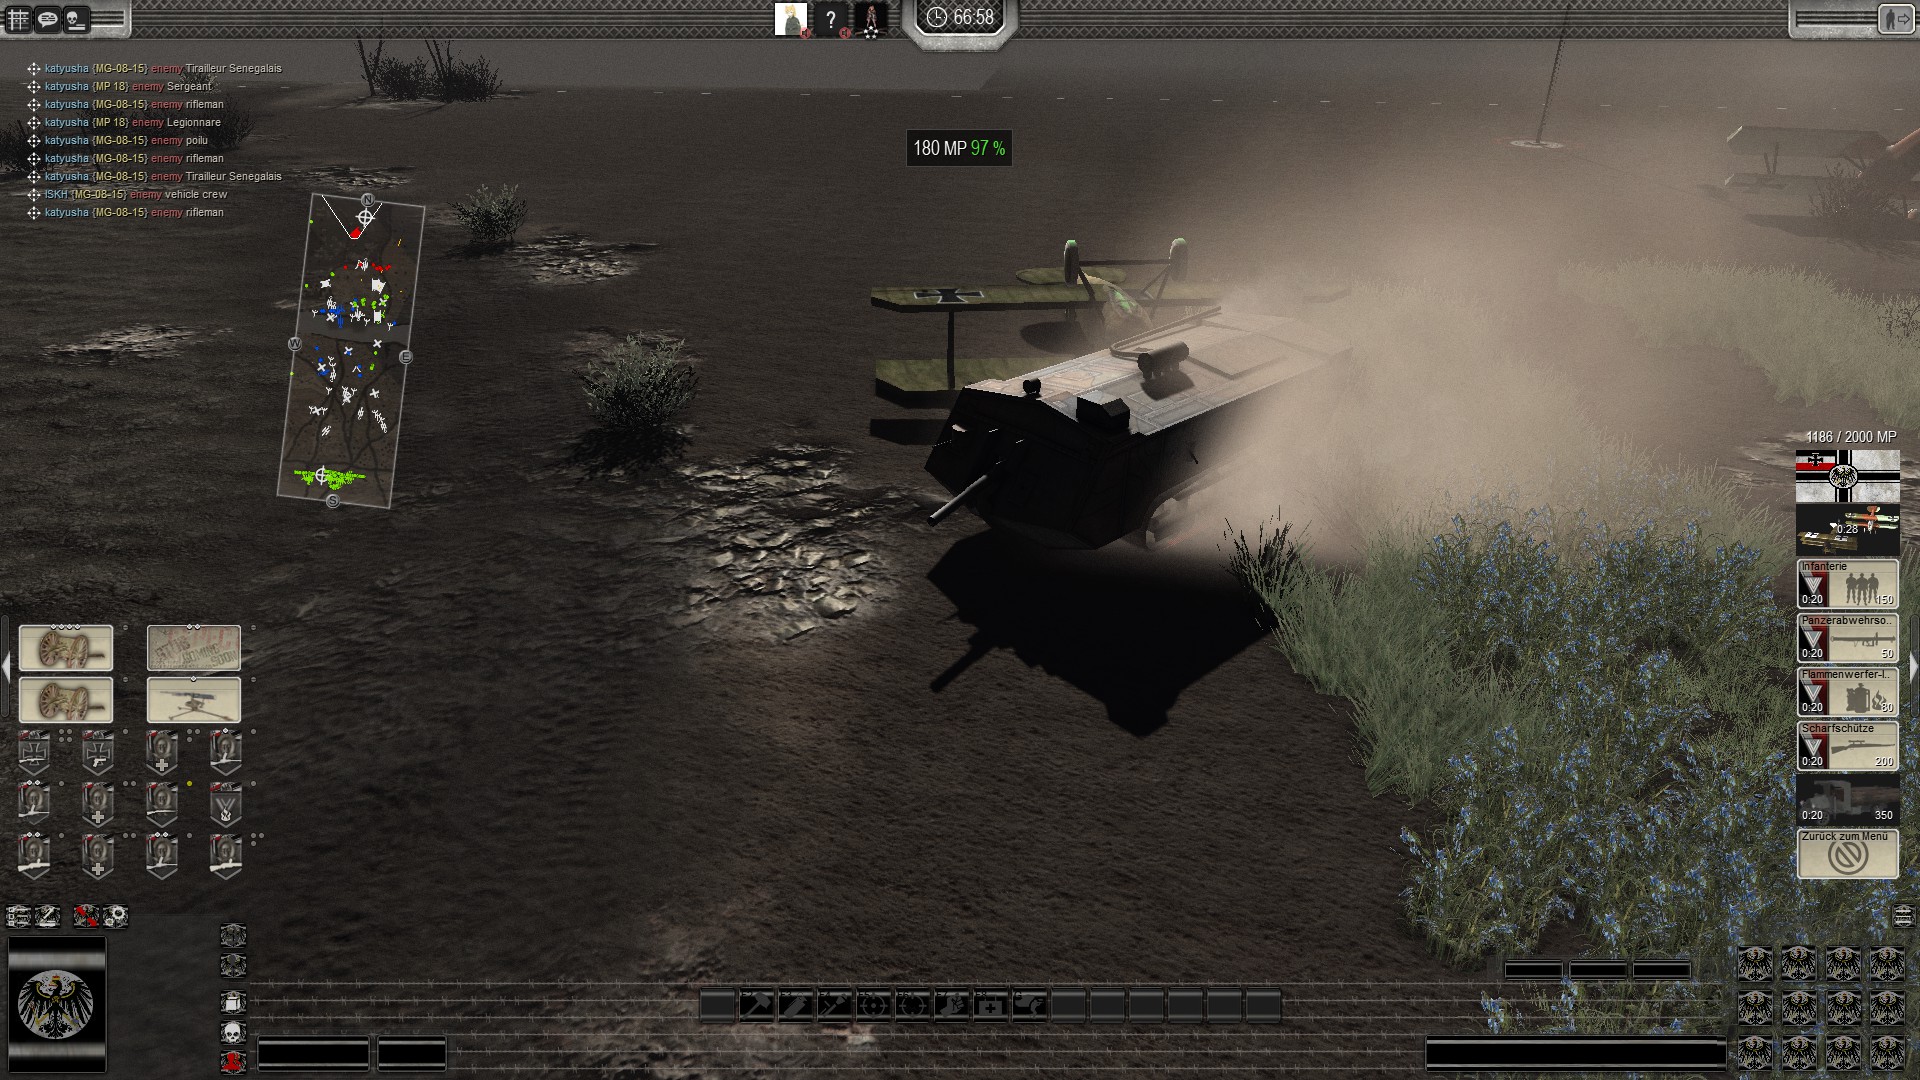 66:58
?
katyusha {MG-08-15} enemy Tirailleur Senegalais
katyusha {MP 18} enemy Sergeant
katyusha {MG-08-15} enemy rifleman
katyusha {MP 18} enemy Legionnare
katyusha {MG-08-15} enemy poilu
katyusha {MG-08-15} enemy rifleman
katyusha {MG-08-15} enemy Tirailleur Senegalais
ISKH {MG-08-15} enemy vehicle crew
katyusha {MG-08-15} enemy rifleman
180 MP 97 %
N
W
E
S
1186 / 2000 MP
0:28
Infanterie
0:20 150
Panzerabwehrso..
0:20 50
Flammenwerfer-I..
0:20 80
Scharfschütze
0:20 200
0:20 350
Zurück zum Menü
COMING
SOON